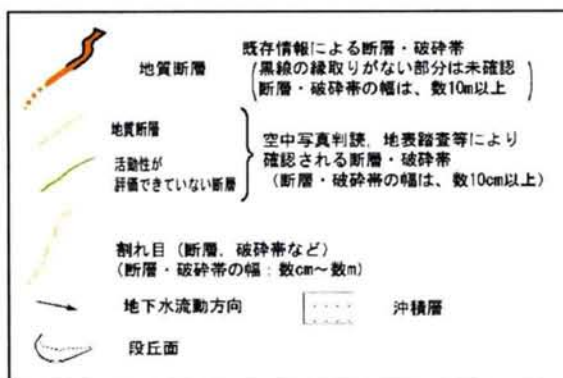 地質断層
既存情報による断層・破砕帯
(黒線の縁取りがない部分は未確認
断層・破砕帯の幅は、数10m以上)
地質断層
活動性が
評価できていない断層
空中写真判読、地表踏査等により
確認される断層・破砕帯
(断層・破砕帯の幅は、数10cm以上)
割れ目(断層、破砕帯など)
(断層・破砕帯の幅:数cm~数m)
地下水流動方向
沖積層
段丘面